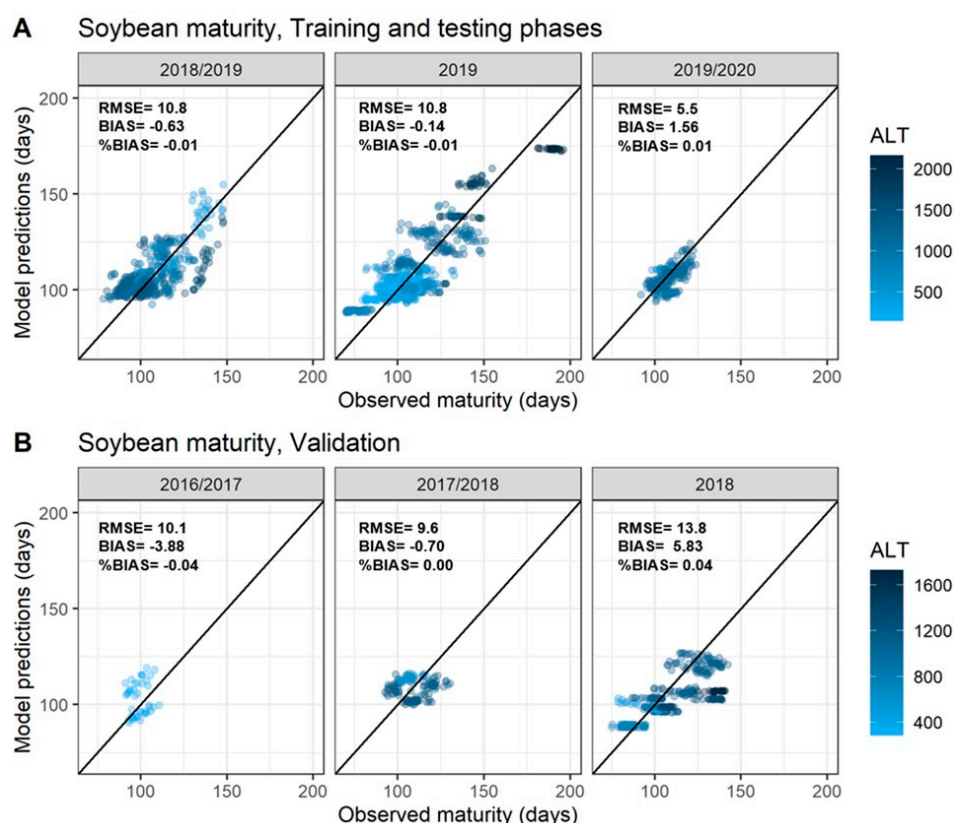 A Soybean maturity, Training and testing phases
2018/2019 2019 2019/2020
RMSE= 10.8
BIAS= -0.63
%BIAS= -0.01
RMSE= 10.8
BIAS= -0.14
%BIAS= -0.01
RMSE= 5.5
BIAS= 1.56
%BIAS= 0.01
Model predictions (days)
200
150
100
100 150 200 100 150 200 100 150 200
Observed maturity (days)
ALT
2000
1500
1000
500
B Soybean maturity, Validation
2016/2017 2017/2018 2018
RMSE= 10.1
BIAS= -3.88
%BIAS= -0.04
RMSE= 9.6
BIAS= -0.70
%BIAS= 0.00
RMSE= 13.8
BIAS= 5.83
%BIAS= 0.04
Model predictions (days)
200
150
100
100 150 200 100 150 200 100 150 200
Observed maturity (days)
ALT
1600
1200
800
400